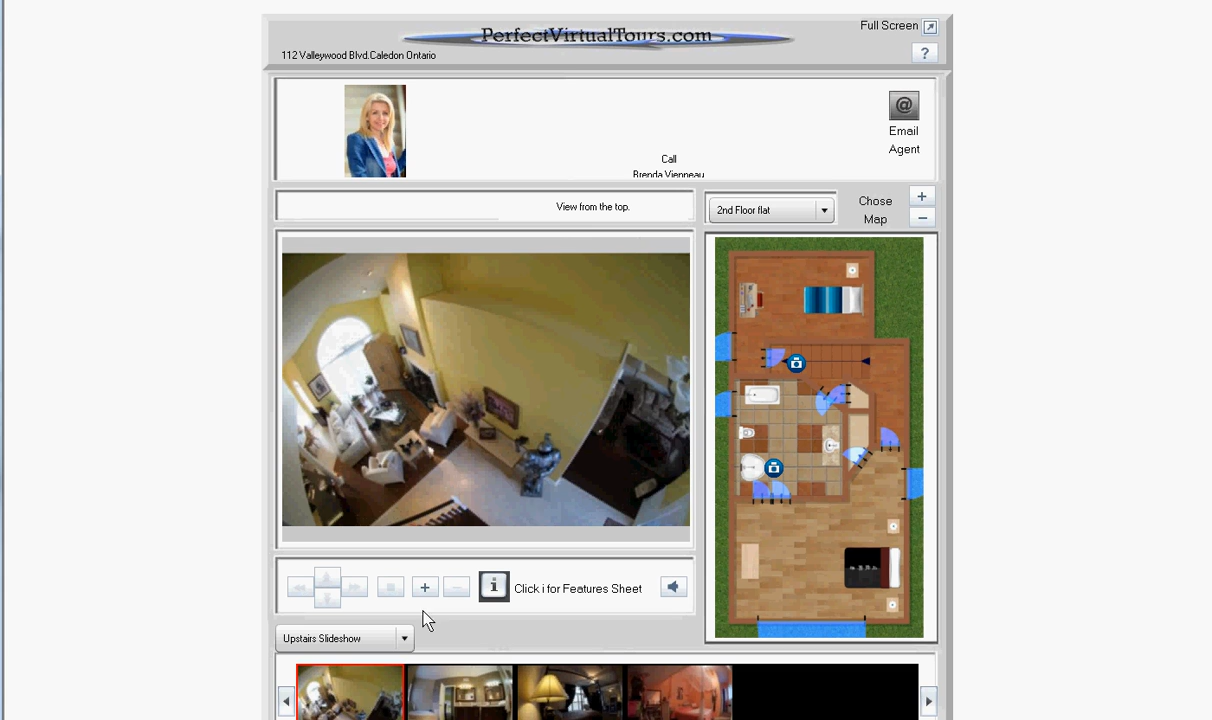 PerfectVirtualTours.com
Full Screen
112 Valleywood Blvd.Caledon Ontario
?
@
Email
Agent
Call
Brenda Vienneau
View from the top.
2nd Floor flat
Chose
Map
+
−
+
−
i
Click i for Features Sheet
Upstairs Slideshow